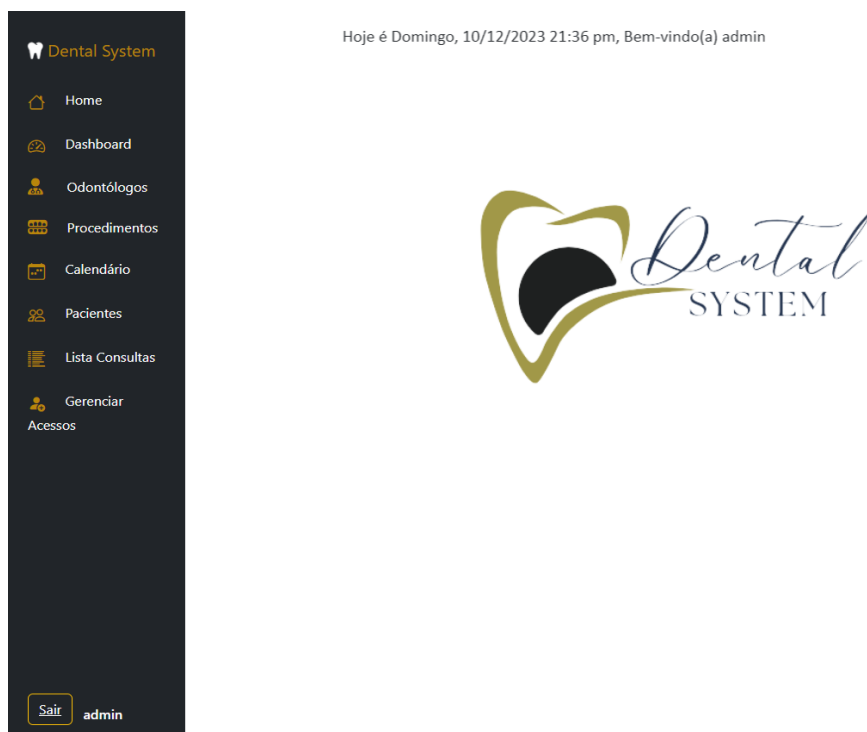 Dental System
Home
Dashboard
Odontólogos
Procedimentos
Calendário
Pacientes
Lista Consultas
Gerenciar
Acessos
Sair admin
Hoje é Domingo, 10/12/2023 21:36 pm, Bem-vindo(a) admin
Dental
SYSTEM